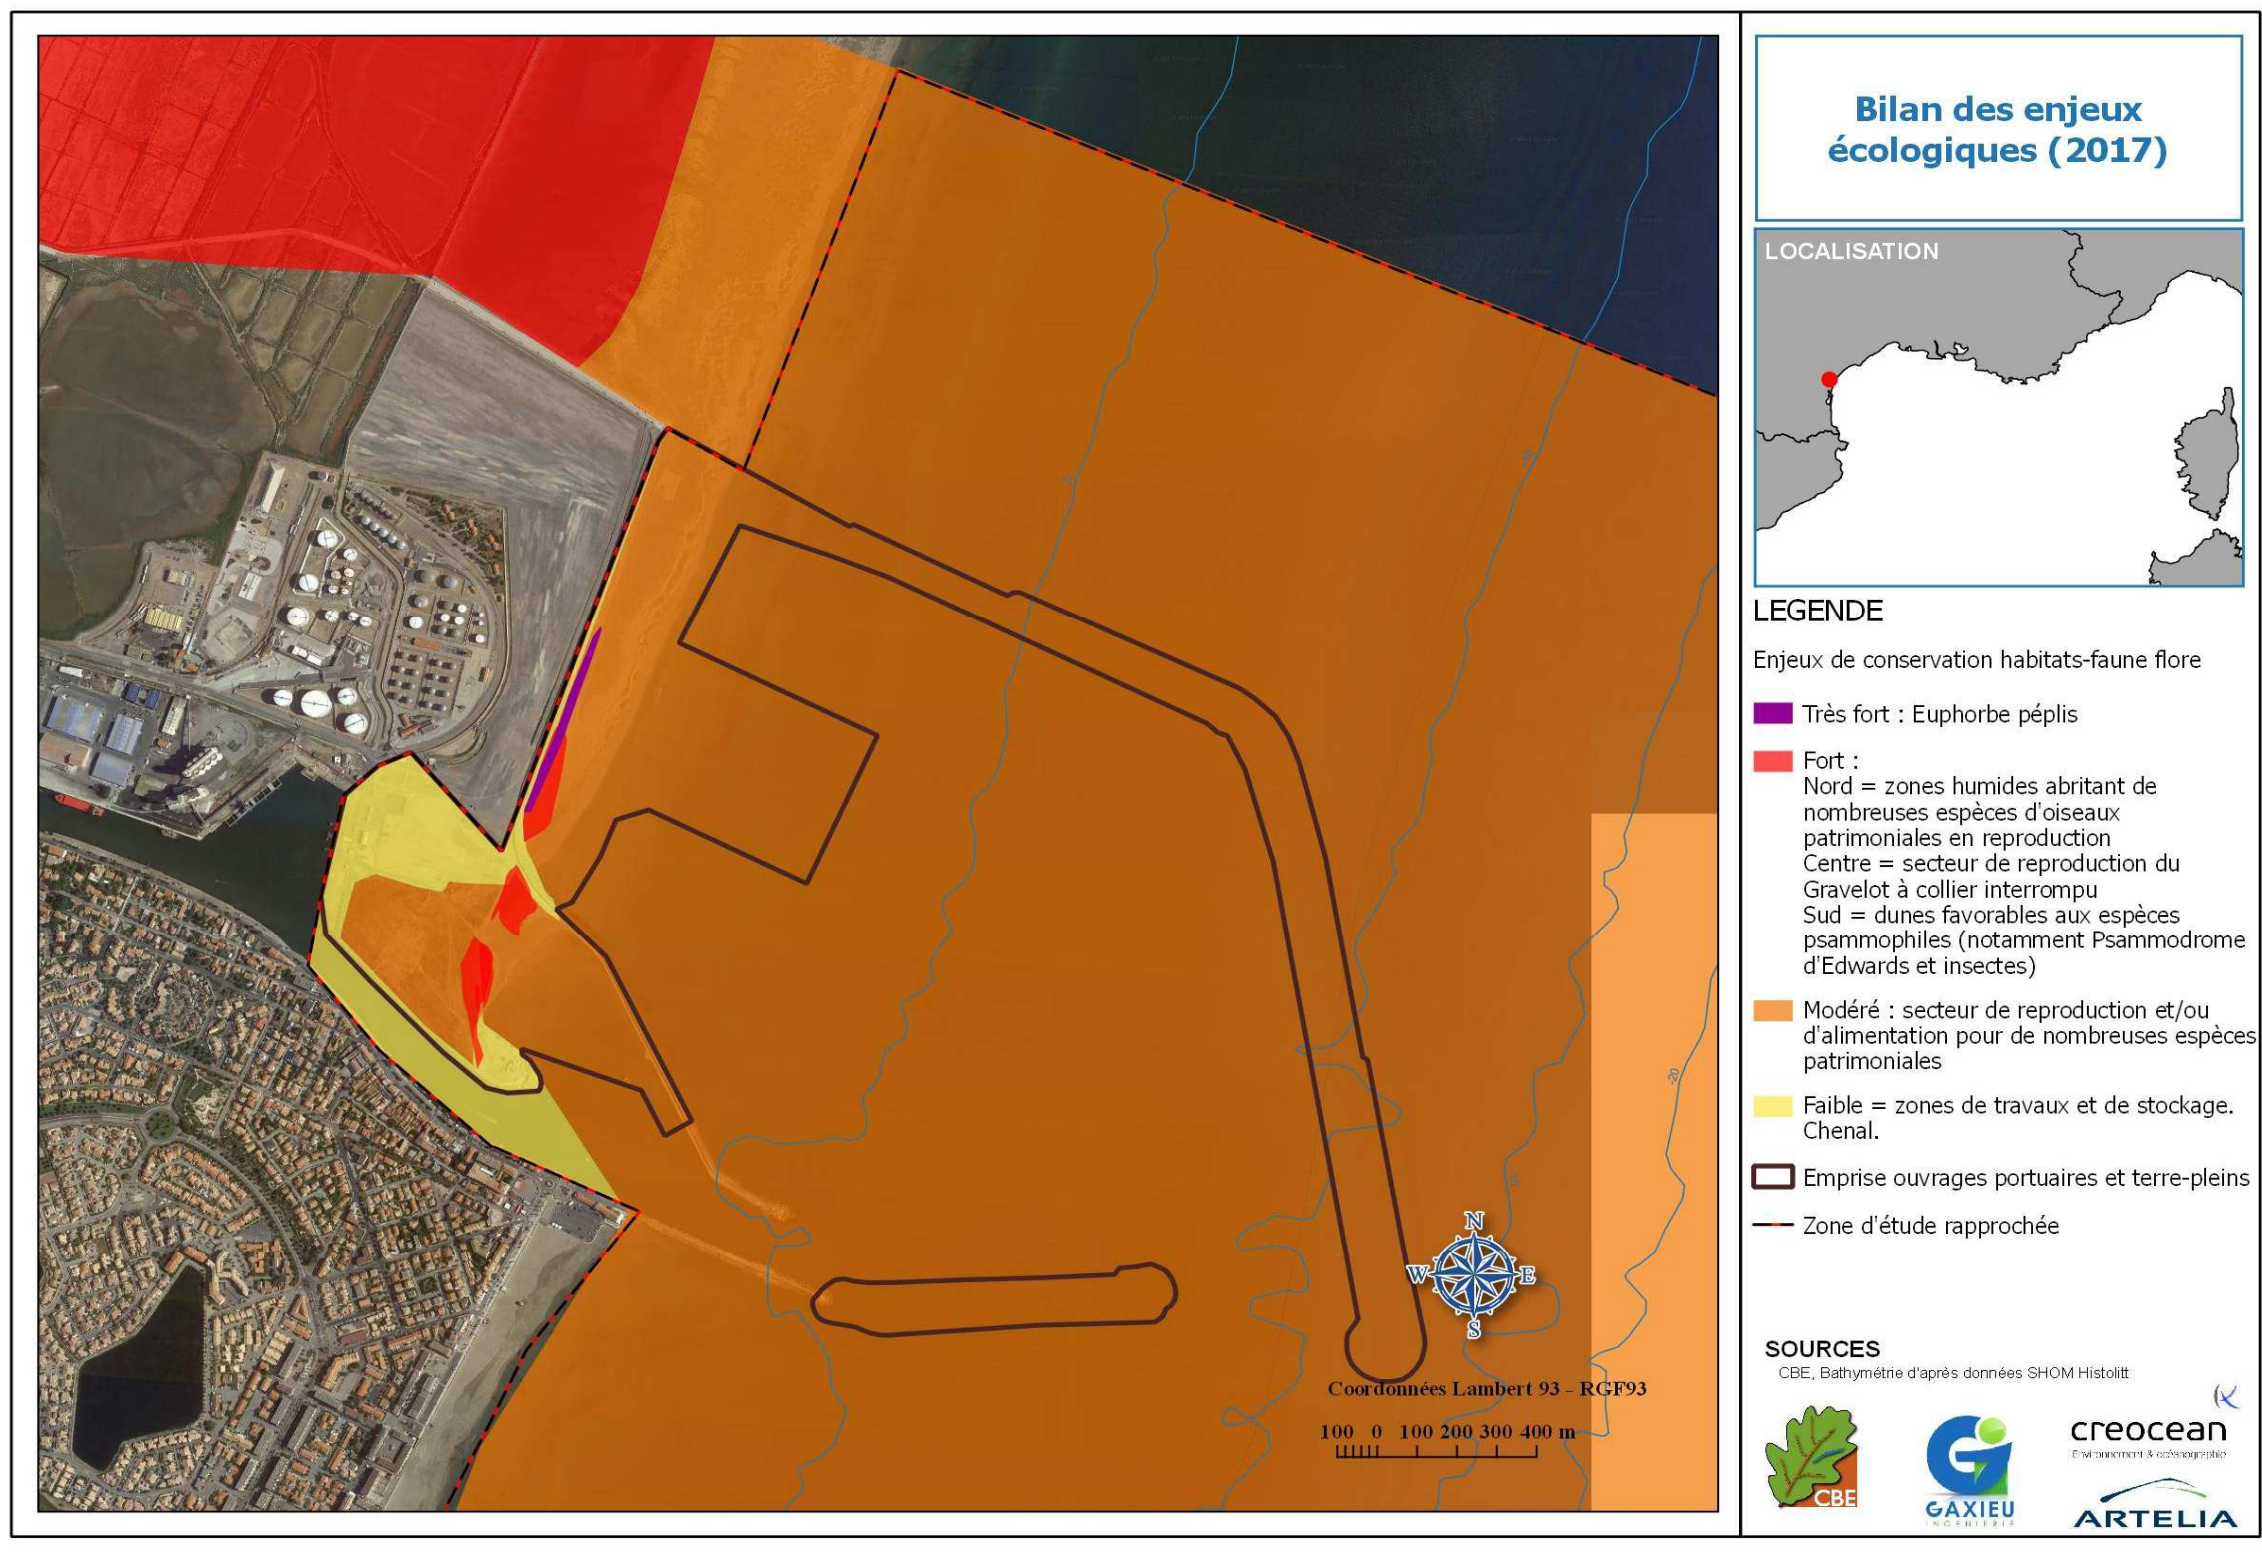 Bilan des enjeux
écologiques (2017)
LOCALISATION
LEGENDE
Enjeux de conservation habitats-faune flore
Très fort : Euphorbe péplis
Fort :
Nord = zones humides abritant de
nombreuses espèces d'oiseaux
patrimoniales en reproduction
Centre = secteur de reproduction du
Gravelot à collier interrompu
Sud = dunes favorables aux espèces
psammophiles (notamment Psammodrome
d'Edwards et insectes)
Modéré : secteur de reproduction et/ou
d'alimentation pour de nombreuses espèces
patrimoniales
Faible = zones de travaux et de stockage.
Chenal.
Emprise ouvrages portuaires et terre-pleins
Zone d'étude rapprochée
-20
N
W E
S
Coordonnées Lambert 93 - RGF93
100 0 100 200 300 400 m
SOURCES
CBE, Bathymétrie d'après données SHOM Histolitt
CBE
GAXIEU
INGENIERIE
creocean
Environnement & océanographie
ARTELIA